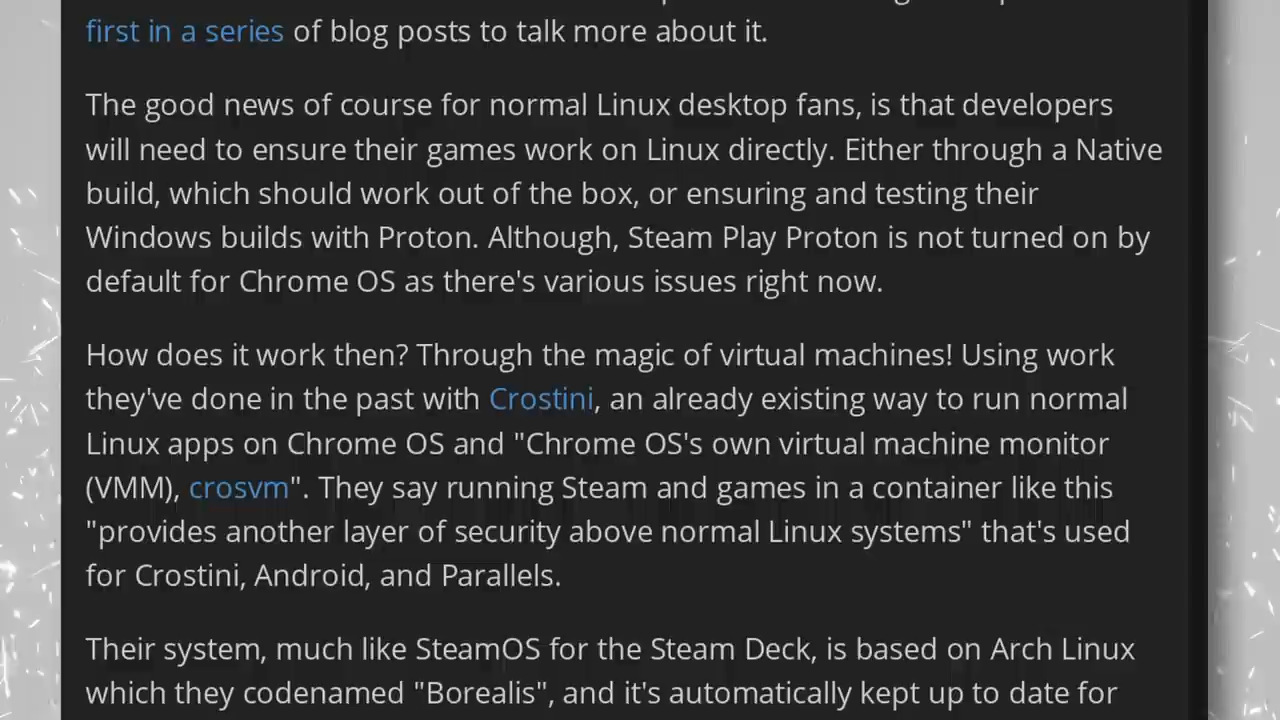 first in a series of blog posts to talk more about it.
The good news of course for normal Linux desktop fans, is that developers
will need to ensure their games work on Linux directly. Either through a Native
build, which should work out of the box, or ensuring and testing their
Windows builds with Proton. Although, Steam Play Proton is not turned on by
default for Chrome OS as there's various issues right now.
How does it work then? Through the magic of virtual machines! Using work
they've done in the past with Crostini, an already existing way to run normal
Linux apps on Chrome OS and "Chrome OS's own virtual machine monitor
(VMM), crosvm". They say running Steam and games in a container like this
"provides another layer of security above normal Linux systems" that's used
for Crostini, Android, and Parallels.
Their system, much like SteamOS for the Steam Deck, is based on Arch Linux
which they codenamed "Borealis", and it's automatically kept up to date for